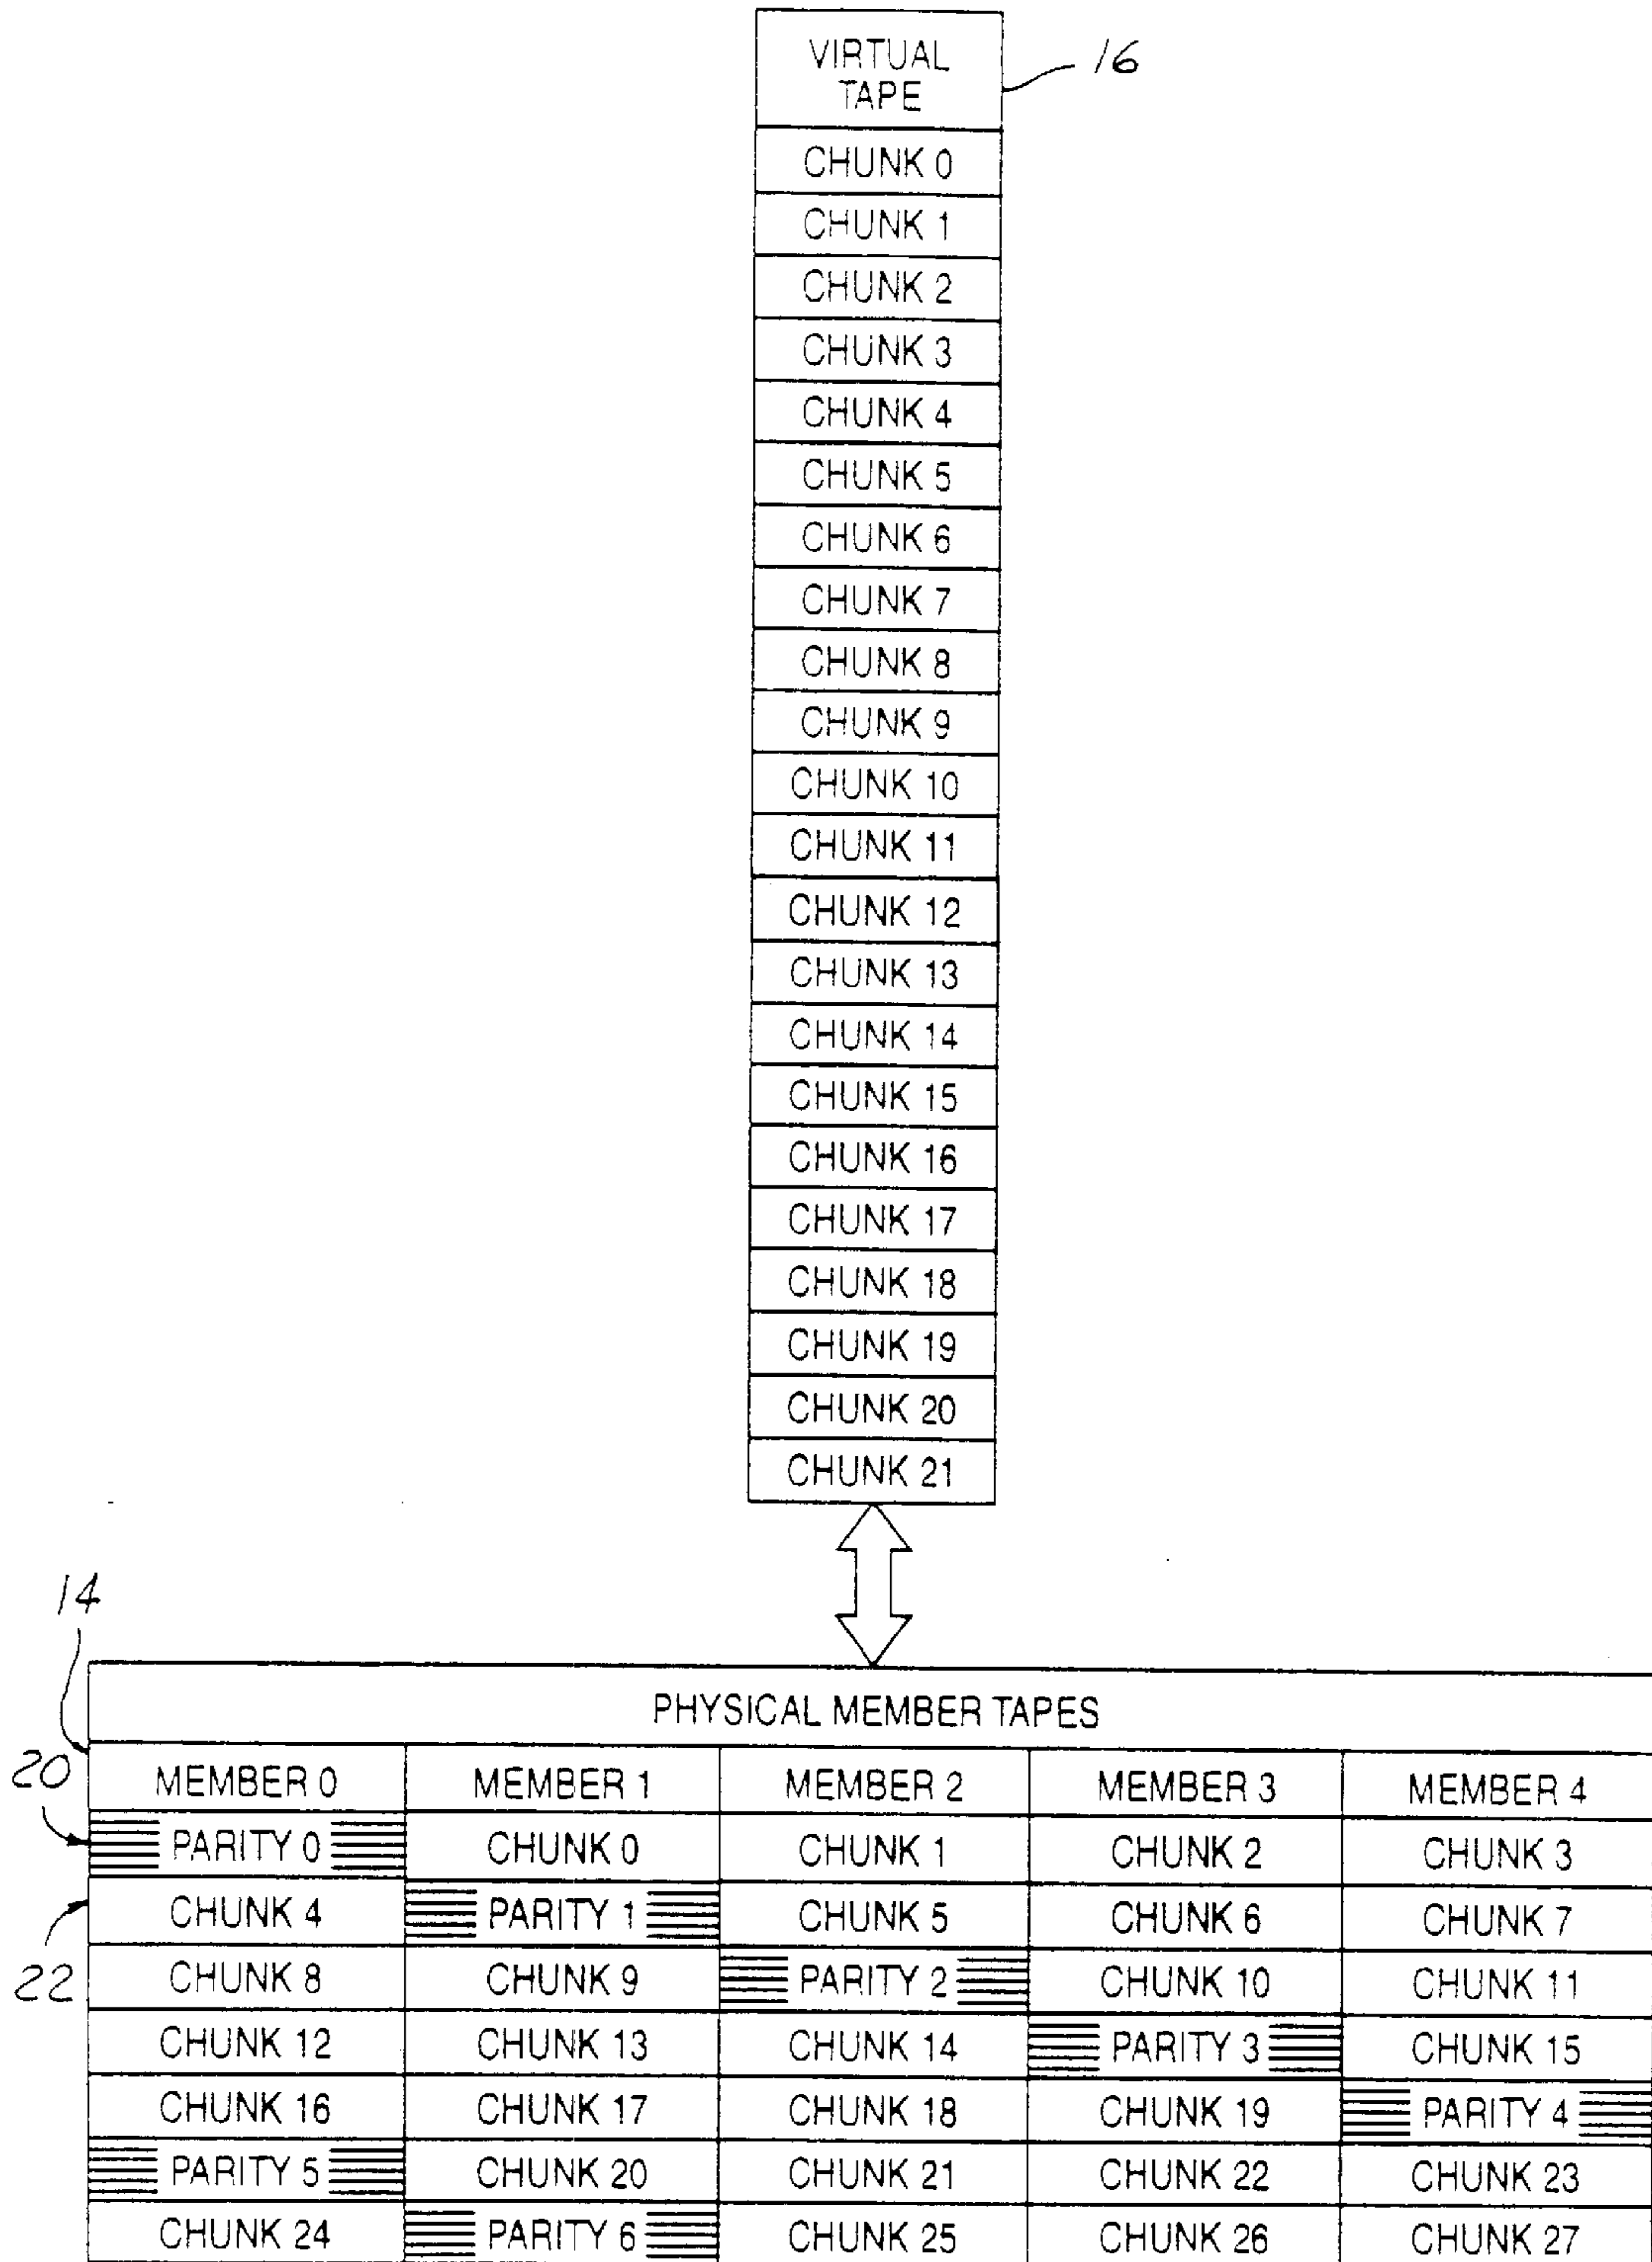 VIRTUAL
TAPE
16
CHUNK 0
CHUNK 1
CHUNK 2
CHUNK 3
CHUNK 4
CHUNK 5
CHUNK 6
CHUNK 7
CHUNK 8
CHUNK 9
CHUNK 10
CHUNK 11
CHUNK 12
CHUNK 13
CHUNK 14
CHUNK 15
CHUNK 16
CHUNK 17
CHUNK 18
CHUNK 19
CHUNK 20
CHUNK 21
14
PHYSICAL MEMBER TAPES
20
MEMBER 0 MEMBER 1 MEMBER 2 MEMBER 3 MEMBER 4
PARITY 0 CHUNK 0 CHUNK 1 CHUNK 2 CHUNK 3
CHUNK 4 PARITY 1 CHUNK 5 CHUNK 6 CHUNK 7
22
CHUNK 8 CHUNK 9 PARITY 2 CHUNK 10 CHUNK 11
CHUNK 12 CHUNK 13 CHUNK 14 PARITY 3 CHUNK 15
CHUNK 16 CHUNK 17 CHUNK 18 CHUNK 19 PARITY 4
PARITY 5 CHUNK 20 CHUNK 21 CHUNK 22 CHUNK 23
CHUNK 24 PARITY 6 CHUNK 25 CHUNK 26 CHUNK 27